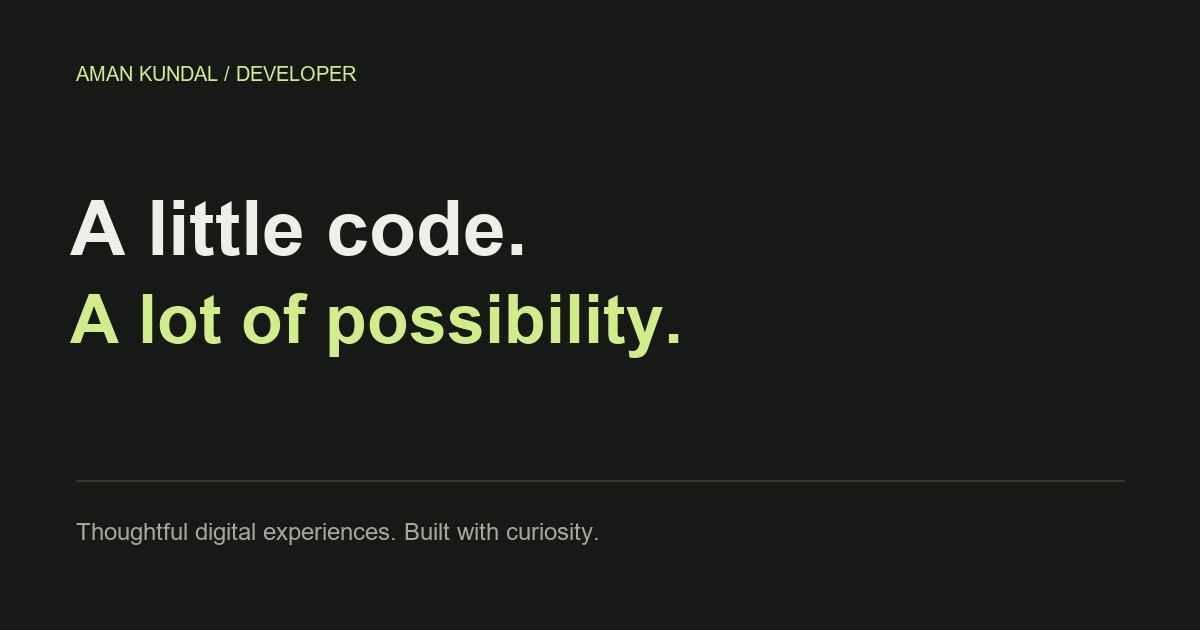 AMAN KUNDAL / DEVELOPER
A little code.
A lot of possibility.
Thoughtful digital experiences. Built with curiosity.